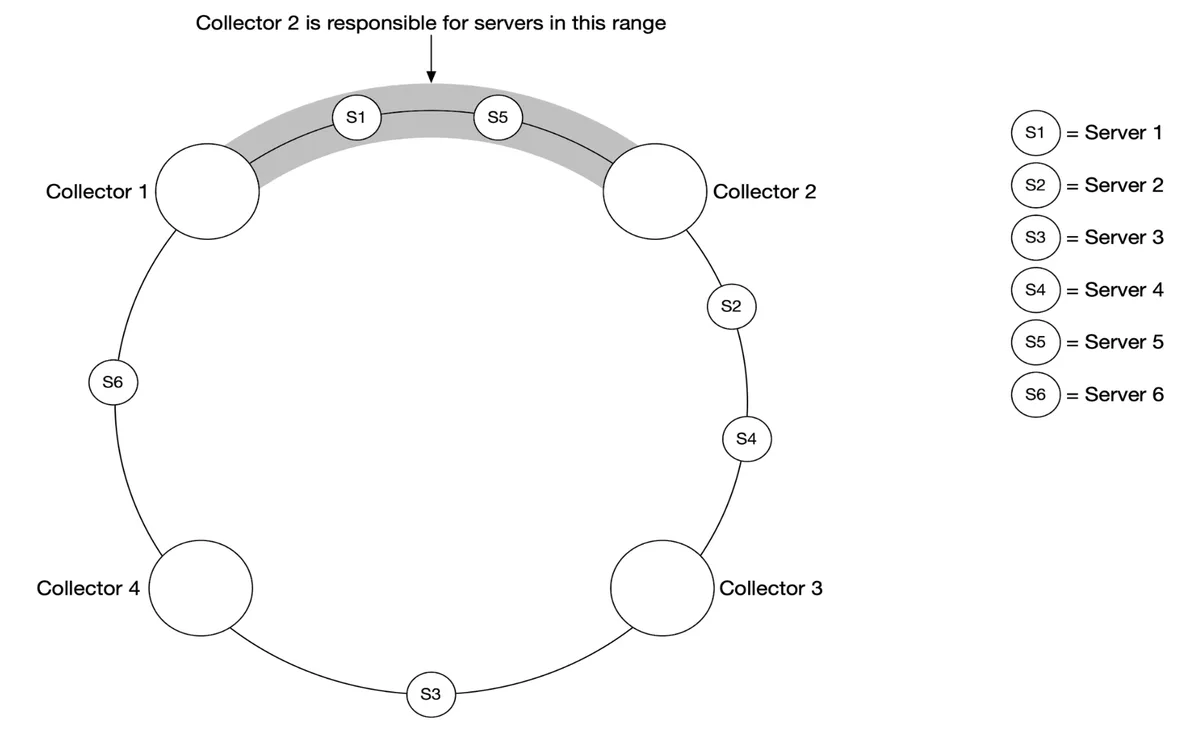 Collector 2 is responsible for servers in this range
S1
S5
Collector 1
Collector 2
S2
S6
S4
Collector 4
Collector 3
S3
S1 = Server 1
S2 = Server 2
S3 = Server 3
S4 = Server 4
S5 = Server 5
S6 = Server 6